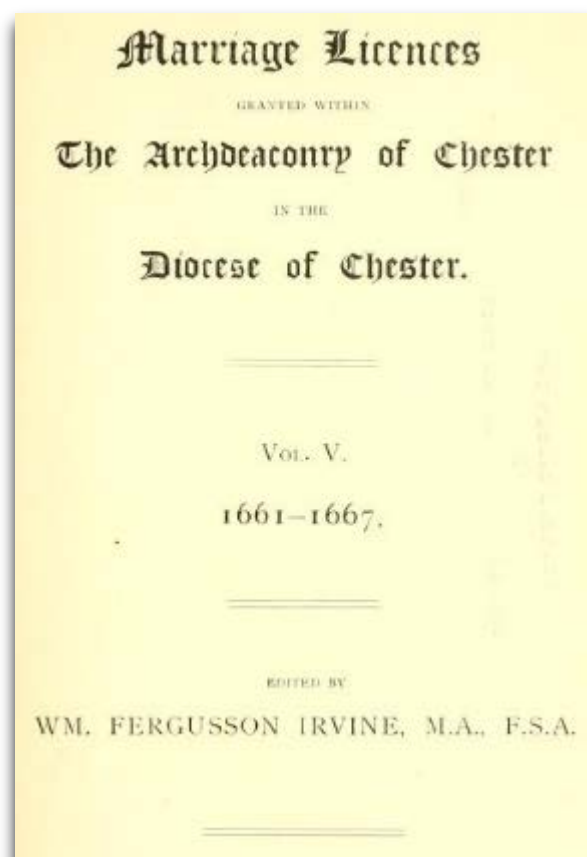 Marriage Licences
GRANTED WITHIN
The Archdeaconry of Chester
IN THE
Diocese of Chester.
VOL. V.
1661–1667.
EDITED BY
WM. FERGUSSON IRVINE, M.A., F.S.A.